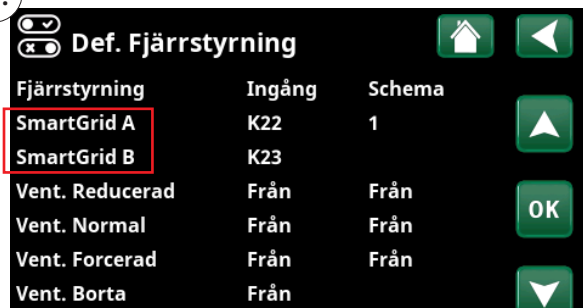 Def. Fjärrstyrning
Fjärrstyrning Ingång Schema
SmartGrid A K22 1
SmartGrid B K23
Vent. Reducerad Från Från
OK
Vent. Normal Från Från
Vent. Forcerad Från Från
Vent. Borta Från